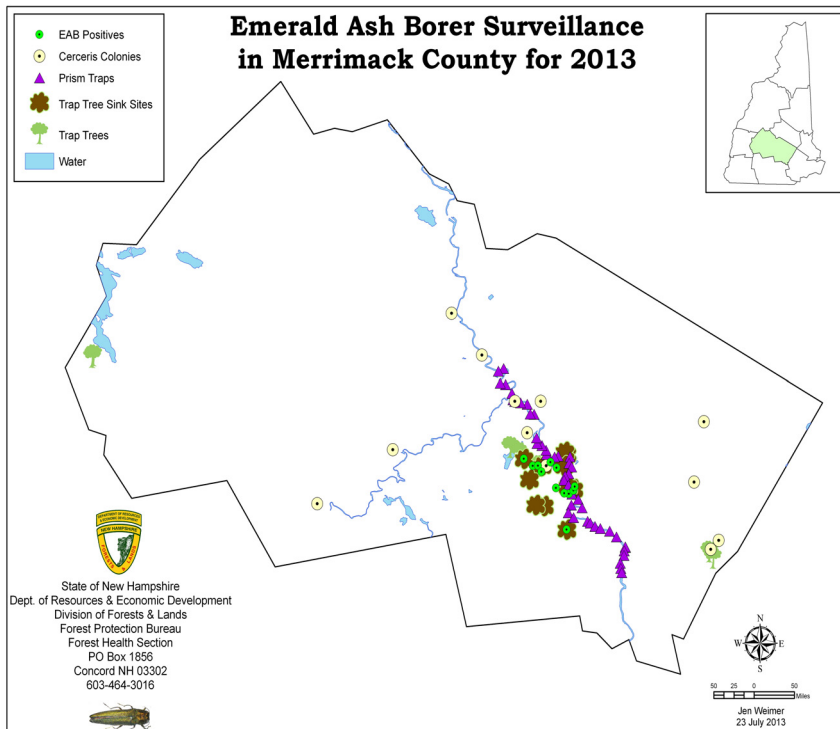 Emerald Ash Borer Surveillance
in Merrimack County for 2013
EAB Positives
Cerceris Colonies
Prism Traps
Trap Tree Sink Sites
Trap Trees
Water
NEW HAMPSHIRE
State of New Hampshire
Dept. of Resources & Economic Development
Division of Forests & Lands
Forest Protection Bureau
Forest Health Section
PO Box 1856
Concord NH 03302
603-464-3016
N
W E
S
50 25 0 50
Miles
Jen Weimer
23 July 2013